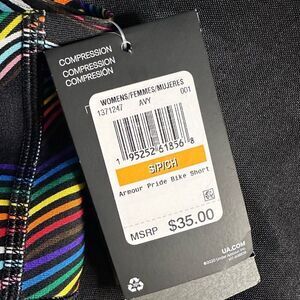 COMPRESSION
COMPRESSION
COMPRESIÓN
WOMENS/FEMMES/MUJERES 001
1371247 AVY
1 95252 61856 8
S/P/CH
Armour Pride Bike Short
MSRP $35.00
UA.COM